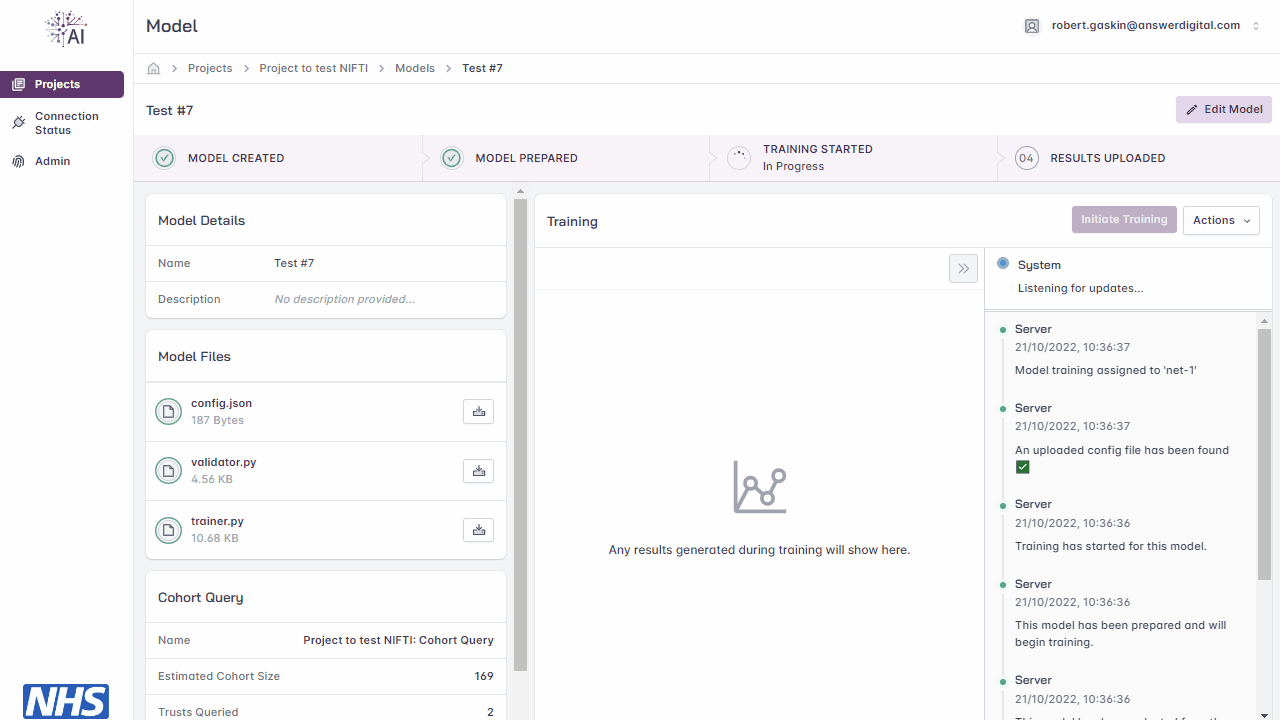 AI
Model
robert.gaskin@answerdigital.com
Projects
Connection
Status
Admin
Projects
Project to test NIFTI
Models
Test #7
Test #7
Edit Model
MODEL CREATED
MODEL PREPARED
TRAINING STARTED
In Progress
04
RESULTS UPLOADED
Model Details
Name
Test #7
Description
No description provided...
Model Files
config.json
187 Bytes
validator.py
4.56 KB
trainer.py
10.68 KB
Cohort Query
Name
Project to test NIFTI: Cohort Query
Estimated Cohort Size
169
Trusts Queried
2
Training
Initiate Training
Actions
Any results generated during training will show here.
System
Listening for updates...
Server
21/10/2022, 10:36:37
Model training assigned to 'net-1'
Server
21/10/2022, 10:36:37
An uploaded config file has been found
Server
21/10/2022, 10:36:36
Training has started for this model.
Server
21/10/2022, 10:36:36
This model has been prepared and will
begin training.
Server
21/10/2022, 10:36:36
NHS